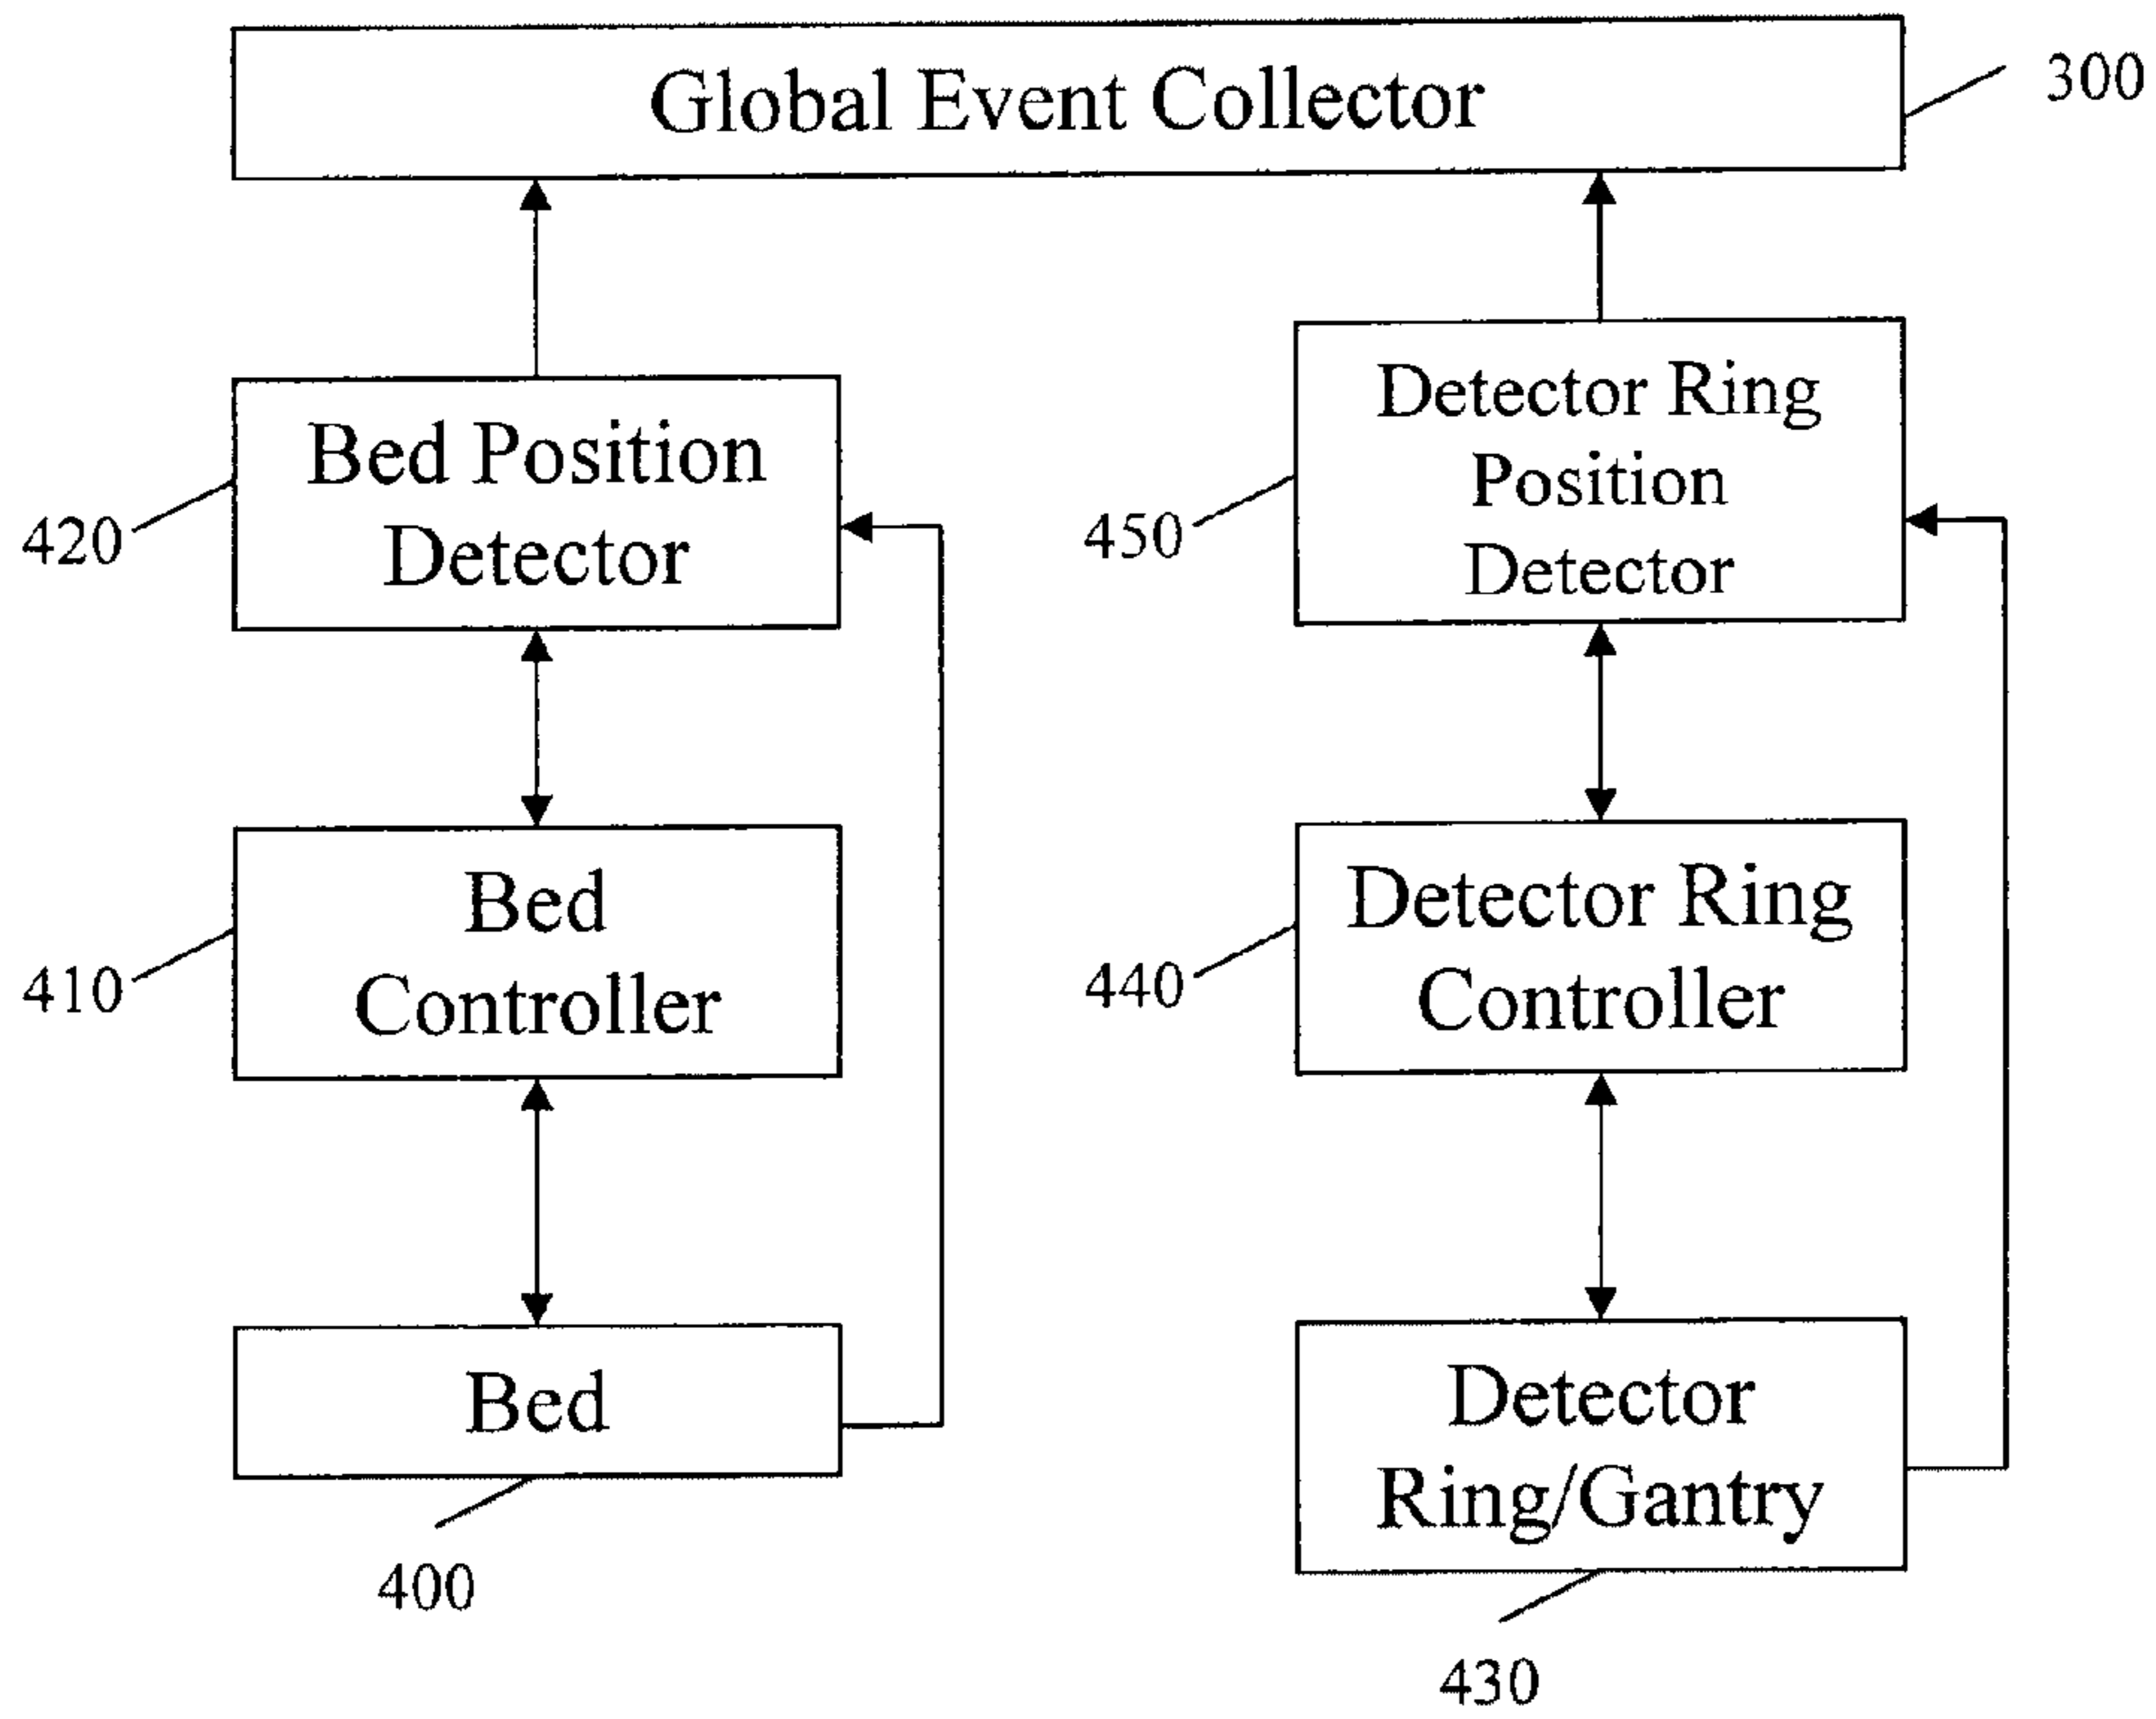 Global Event Collector
300
Bed Position
Detector
420
Detector Ring
Position
Detector
450
Bed
Controller
410
Detector Ring
Controller
440
Bed
400
Detector
Ring/Gantry
430